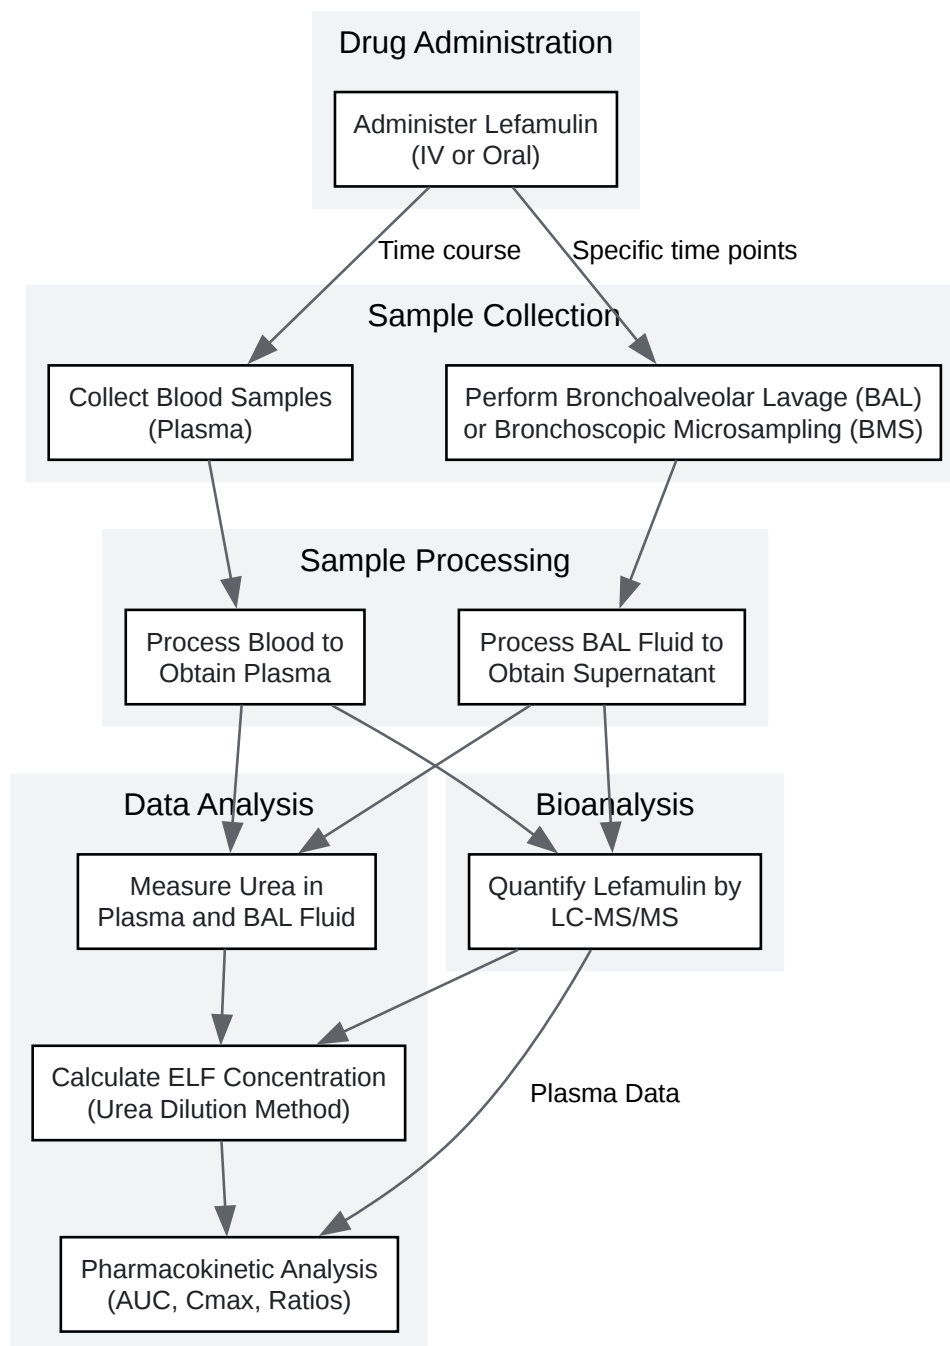 Drug Administration
Administer Lefamulin
(IV or Oral)
Time course
Specific time points
Sample Collection
Collect Blood Samples
(Plasma)
Perform Bronchoalveolar Lavage (BAL)
or Bronchoscopic Microsampling (BMS)
Sample Processing
Process Blood to
Obtain Plasma
Process BAL Fluid to
Obtain Supernatant
Data Analysis
Bioanalysis
Measure Urea in
Plasma and BAL Fluid
Quantify Lefamulin by
LC-MS/MS
Calculate ELF Concentration
(Urea Dilution Method)
Plasma Data
Pharmacokinetic Analysis
(AUC, Cmax, Ratios)